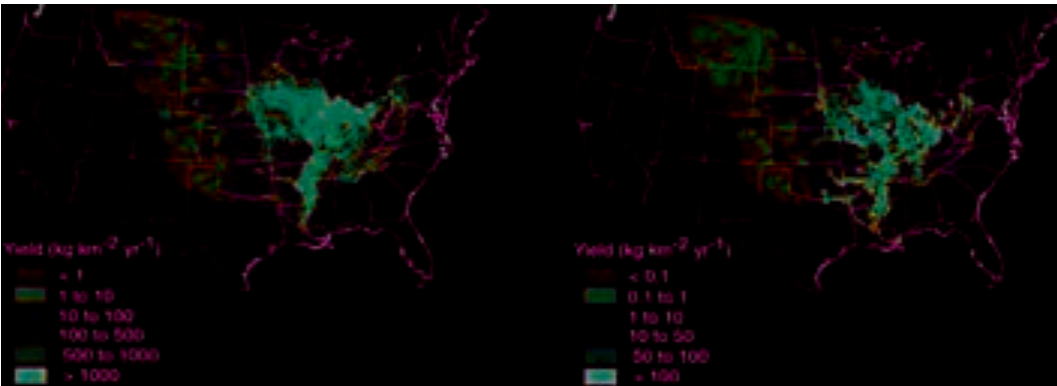 Yield (kg km-2 yr-1)
< 1
1 to 10
10 to 100
100 to 500
500 to 1000
> 1000
Yield (kg km-2 yr-1)
< 0.1
0.1 to 1
1 to 10
10 to 50
50 to 100
> 100